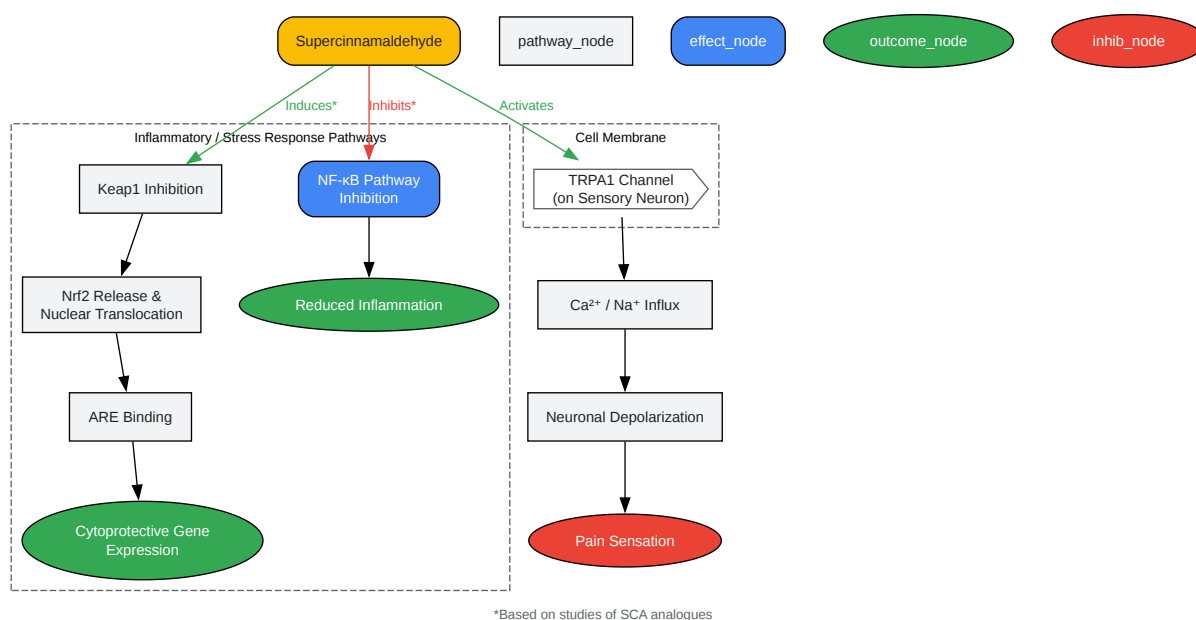 Supercinnamaldehyde
pathway_node
effect_node
outcome_node
inhib_node
Induces*
Inhibits*
Activates
Inflammatory / Stress Response Pathways
Cell Membrane
Keap1 Inhibition
NF-κB Pathway
Inhibition
TRPA1 Channel
(on Sensory Neuron)
Nrf2 Release &
Nuclear Translocation
Reduced Inflammation
Ca²⁺ / Na⁺ Influx
ARE Binding
Neuronal Depolarization
Cytoprotective Gene
Expression
Pain Sensation
*Based on studies of SCA analogues